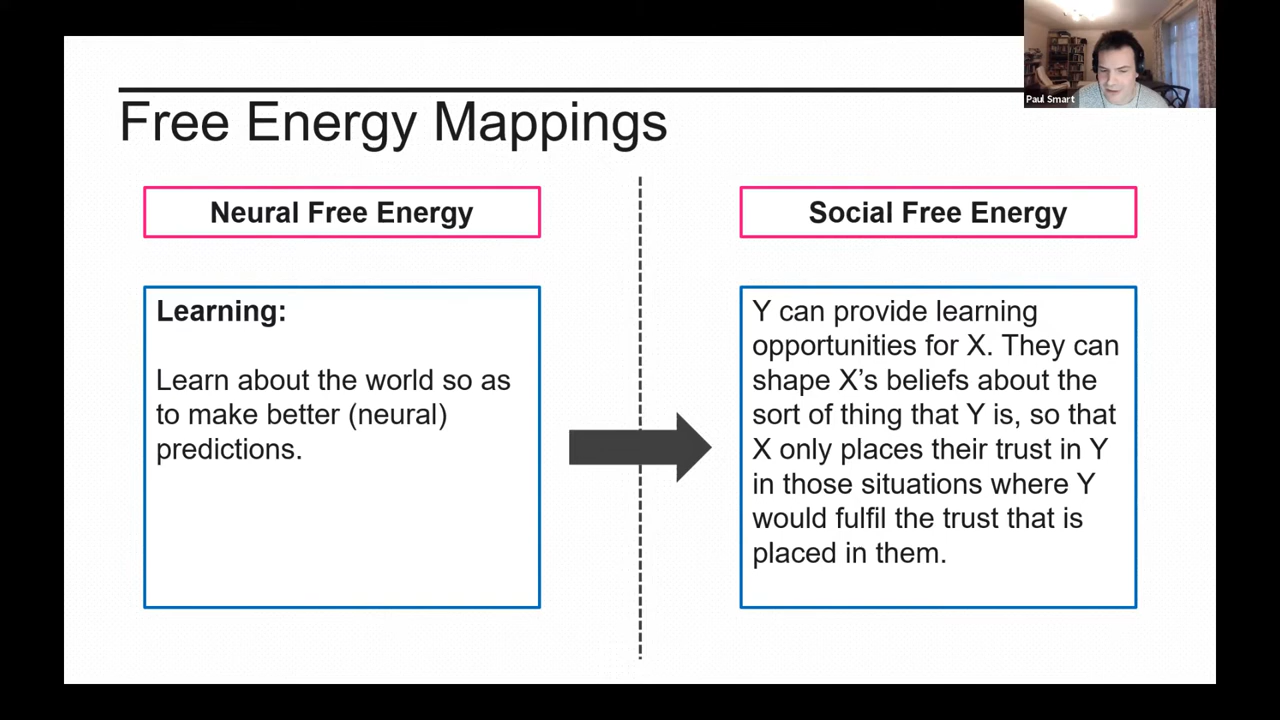 Paul Smart
Free Energy Mappings
Neural Free Energy
Social Free Energy
Learning:
Learn about the world so as
to make better (neural)
predictions.
Y can provide learning
opportunities for X. They can
shape X’s beliefs about the
sort of thing that Y is, so that
X only places their trust in Y
in those situations where Y
would fulfil the trust that is
placed in them.